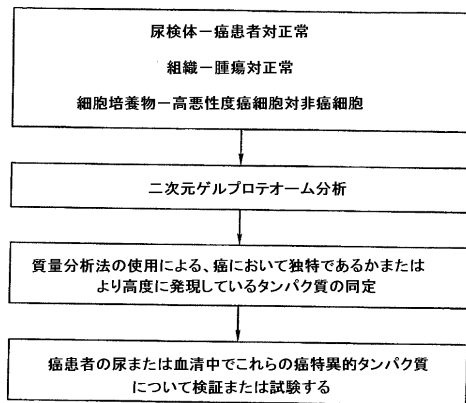 尿検体－癌患者対正常
組織－腫瘍対正常
細胞培養物－高悪性度癌細胞対非癌細胞
二次元ゲルプロテオーム分析
質量分析法の使用による、癌において独特であるかまたは
より高度に発現しているタンパク質の同定
癌患者の尿または血清中でこれらの癌特異的タンパク質
について検証または試験する